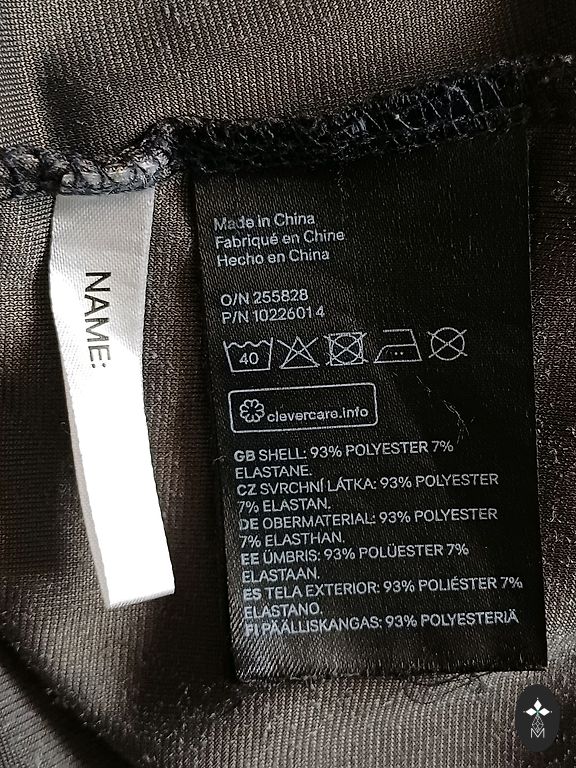 NAME:
Made in China
Fabriqué en Chine
Hecho en China
O/N 255828
P/N 10226014
40
clevercare.info
GB SHELL: 93% POLYESTER 7%
ELASTANE.
CZ SVRCHNÍ LÁTKA: 93% POLYESTER
7% ELASTAN.
DE OBERMATERIAL: 93% POLYESTER
7% ELASTHAN.
EE ÜMBRIS: 93% POLÜESTER 7%
ELASTAAN.
ES TELA EXTERIOR: 93% POLIÉSTER 7%
ELASTANO.
FI PÄÄLLISKANGAS: 93% POLYESTERIÄ
M